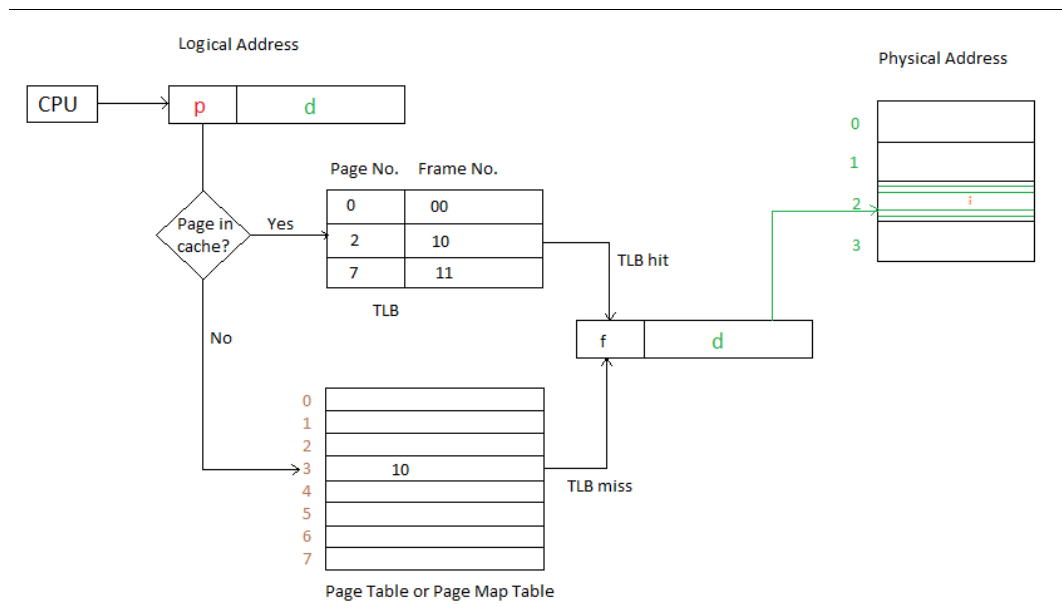 Logical Address
Physical Address
CPU
p
d
0
1
2
i
3
Page in
cache?
Yes
No
Page No. Frame No.
0 00
2 10
7 11
TLB
TLB hit
f
d
0
1
2
3 10
4
5
6
7
TLB miss
Page Table or Page Map Table